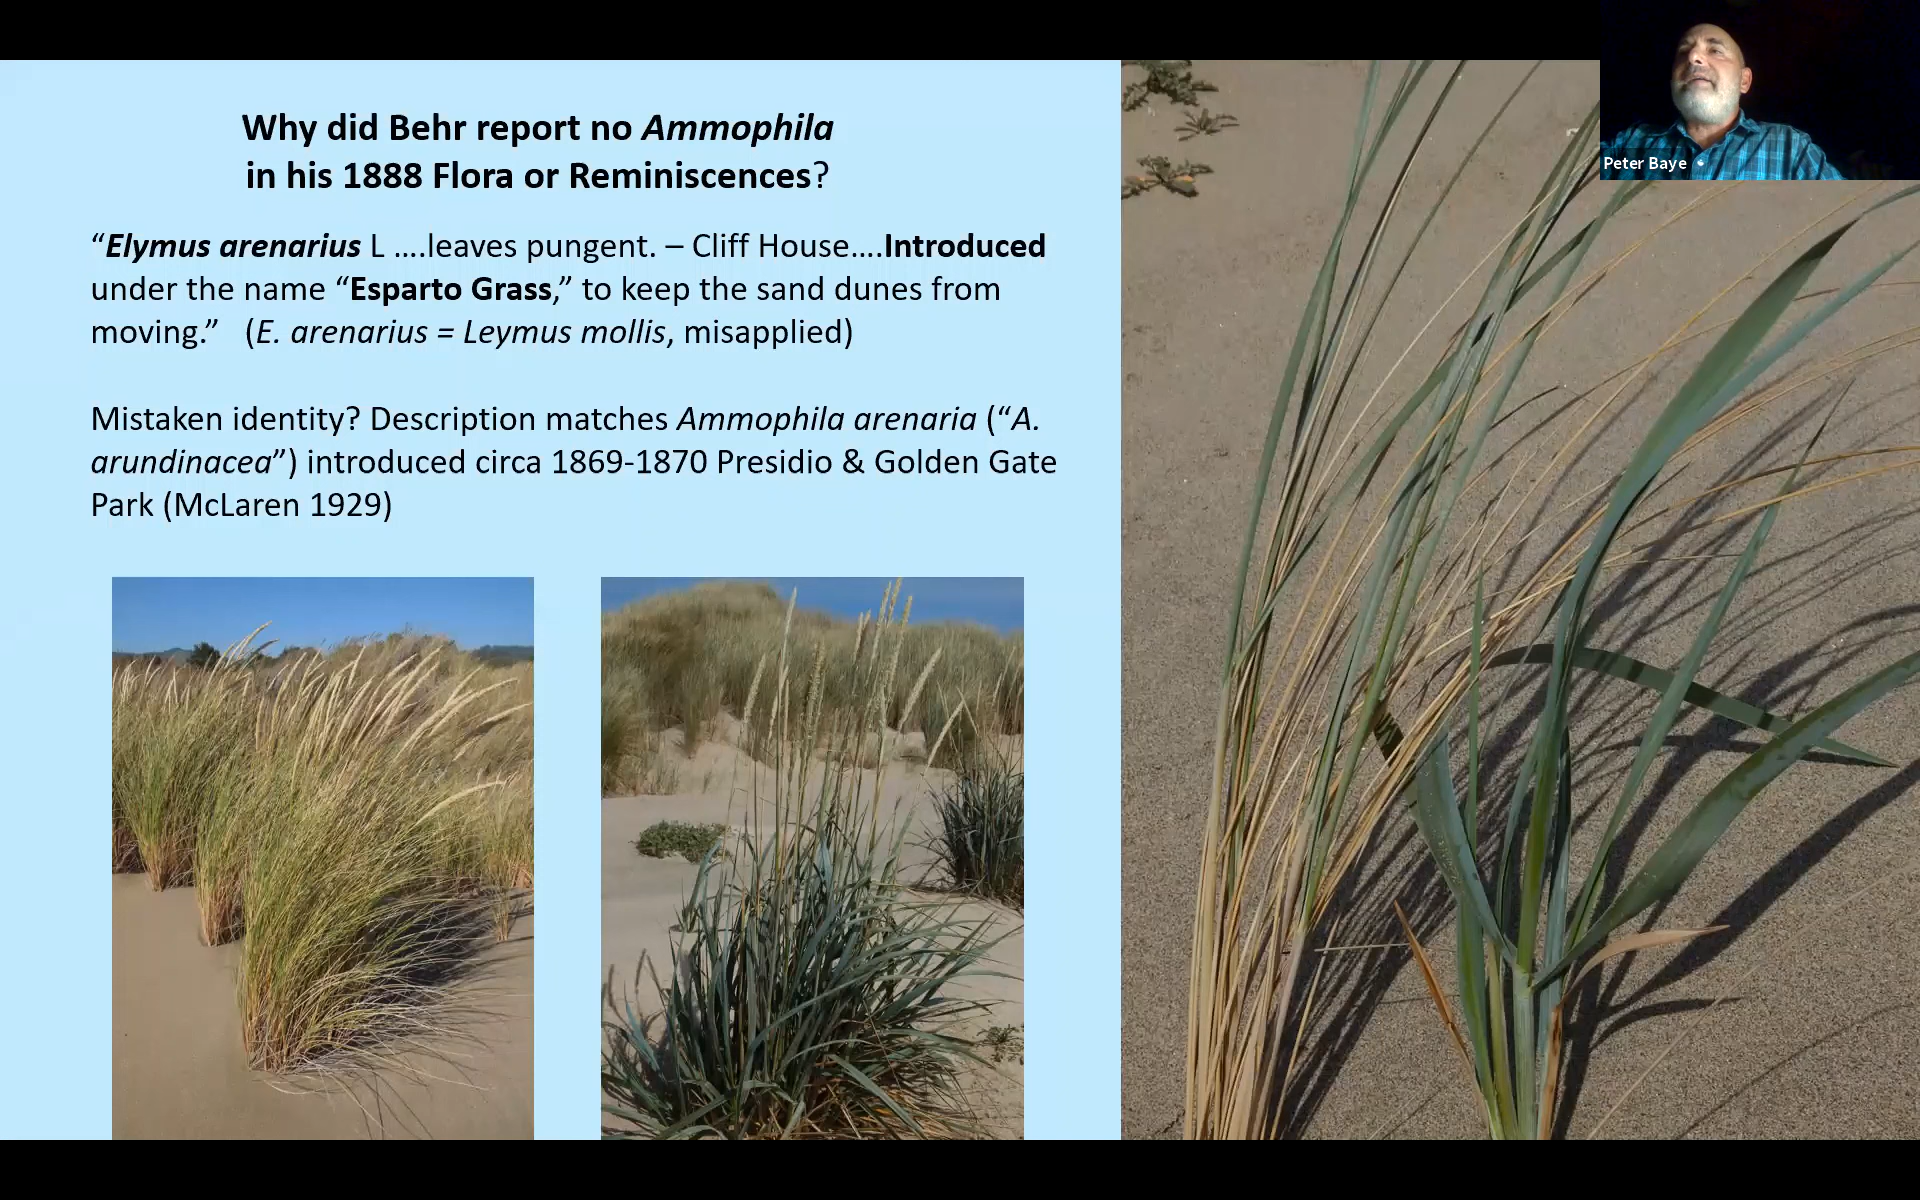 Why did Behr report no Ammophila
in his 1888 Flora or Reminiscences?
“Elymus arenarius L ….leaves pungent. – Cliff House….Introduced
under the name “Esparto Grass,” to keep the sand dunes from
moving.” (E. arenarius = Leymus mollis, misapplied)
Mistaken identity? Description matches Ammophila arenaria (“A.
arundinacea”) introduced circa 1869-1870 Presidio & Golden Gate
Park (McLaren 1929)
Peter Baye